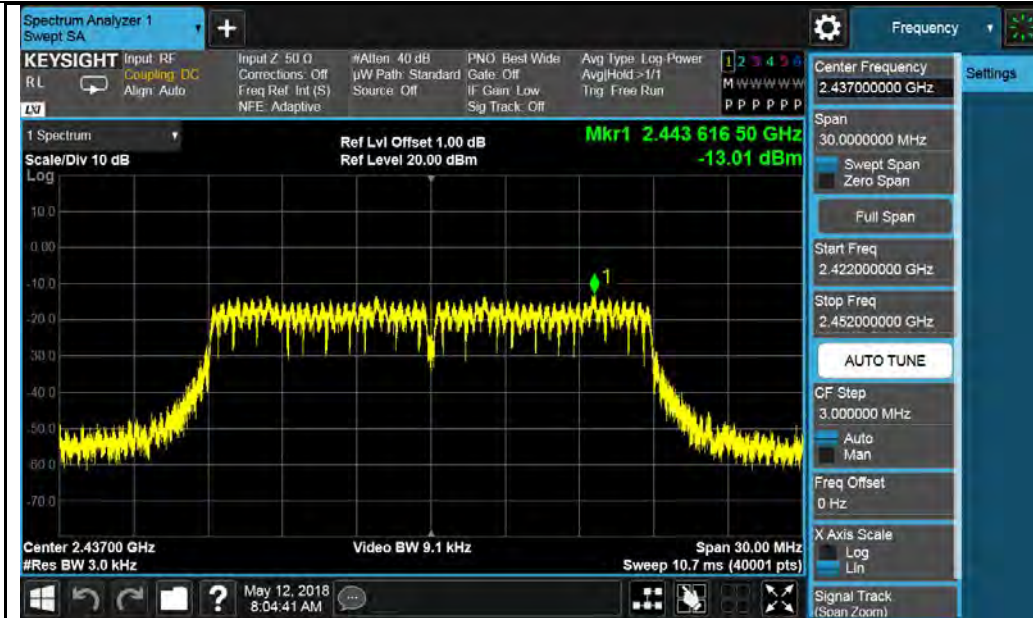 Spectrum Analyzer 1
Swept SA
+
Frequency
KEYSIGHT
RL
LXI
Input: RF
Coupling: DC
Align: Auto
Input Z: 50 Ω
Corrections: Off
Freq Ref: Int (S)
NFE: Adaptive
#Atten: 40 dB
µW Path: Standard
Source: Off
PNO: Best Wide
Gate: Off
IF Gain: Low
Sig Track: Off
Avg Type: Log-Power
Avg|Hold:>1/1
Trig: Free Run
1 2 3 4 5 6
M W W W W W
P P P P P P
1 Spectrum
Scale/Div 10 dB
Log
Ref Lvl Offset 1.00 dB
Ref Level 20.00 dBm
Mkr1 2.443 616 50 GHz
-13.01 dBm
10.0
0.00
-10.0
-20.0
-30.0
-40.0
-50.0
-60.0
-70.0
1
Center 2.43700 GHz
#Res BW 3.0 kHz
Video BW 9.1 kHz
Span 30.00 MHz
Sweep 10.7 ms (40001 pts)
?
May 12, 2018
8:04:41 AM
Center Frequency
2.437000000 GHz
Span
30.0000000 MHz
Swept Span
Zero Span
Full Span
Start Freq
2.422000000 GHz
Stop Freq
2.452000000 GHz
AUTO TUNE
CF Step
3.000000 MHz
Auto
Man
Freq Offset
0 Hz
X Axis Scale
Log
Lin
Signal Track
(Span Zoom)
Settings